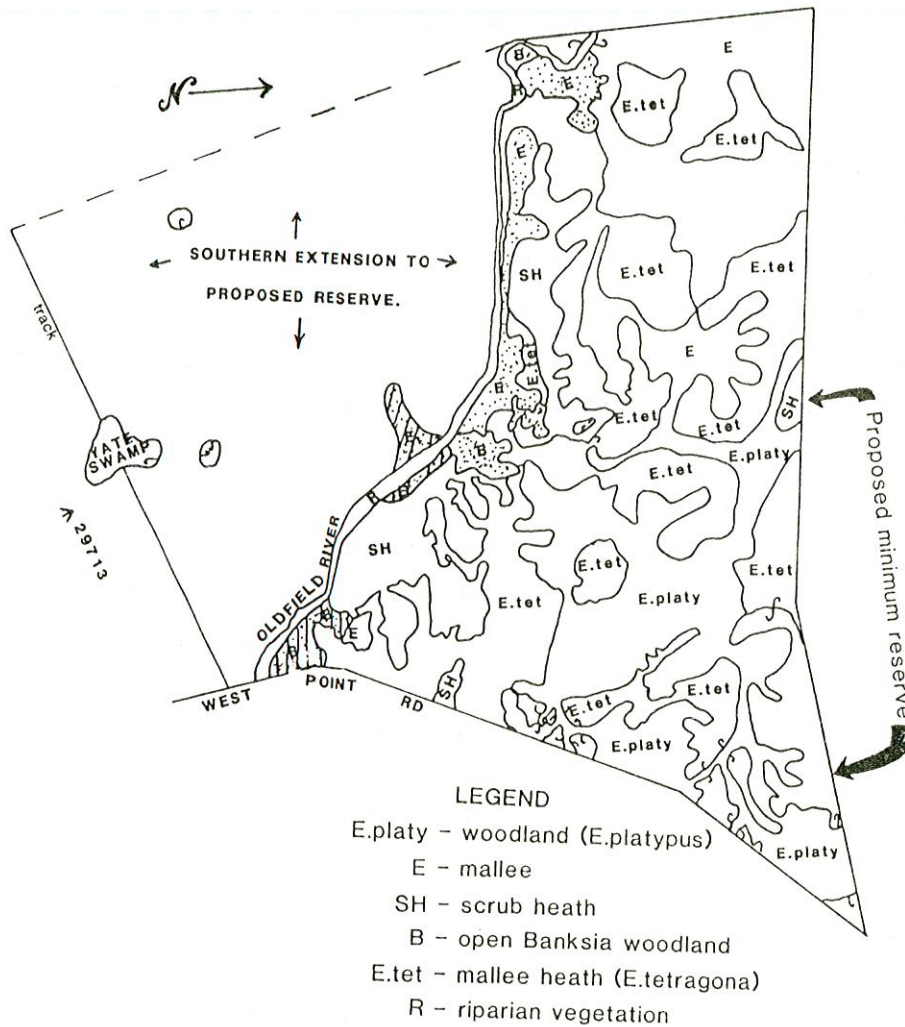 N
B
E
R
E
E.tet
E.tet
E
SOUTHERN EXTENSION TO
PROPOSED RESERVE.
SH
E.tet
E.tet
track
E
E.tet
B
SH
E.tet
E.tet
E.platy
B
E.tet
YATE
SWAMP
R
29713
Proposed minimum reserve
OLDFIELD RIVER
SH
E.tet
E.tet
E.platy
E.tet
B
E
B
WEST POINT RD
SH
E.tet
E.tet
E.platy
E.platy
LEGEND
E.platy – woodland (E.platypus)
E – mallee
SH – scrub heath
B – open Banksia woodland
E.tet – mallee heath (E.tetragona)
R – riparian vegetation